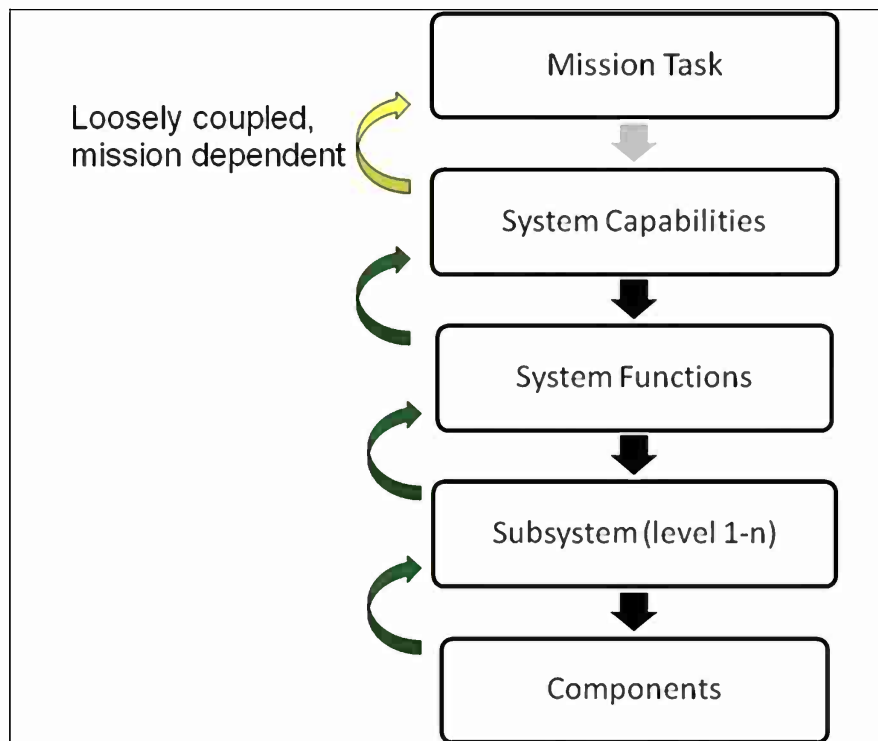 Mission Task
Loosely coupled,
mission dependent
System Capabilities
System Functions
Subsystem (level 1-n)
Components